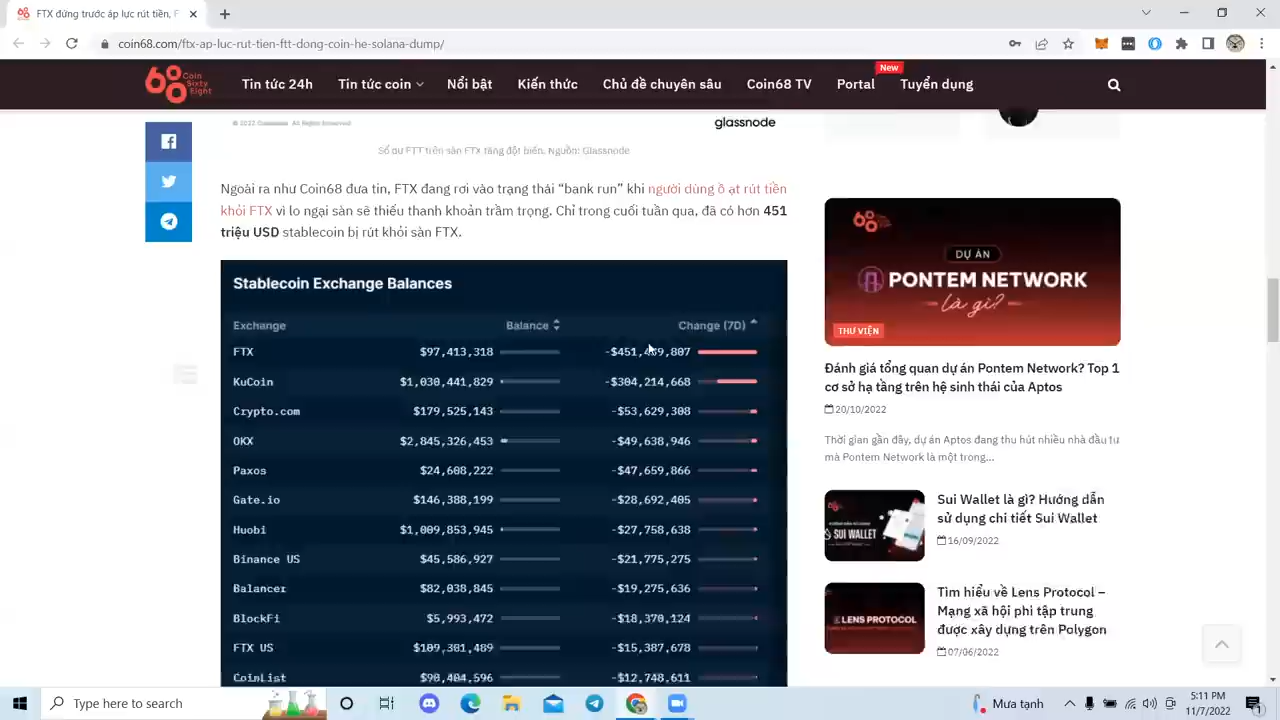 FTX đứng trước áp lực rút tiền, F
coin68.com/ftx-ap-luc-rut-tien-ftt-dong-coin-he-solana-dump/
68 Coin Sixty Eight
Tin tức 24h
Tin tức coin
Nổi bật
Kiến thức
Chủ đề chuyên sâu
Coin68 TV
Portal
New
Tuyển dụng
© 2022 Glassnode. All Rights Reserved
glassnode
Số dư FTT trên sàn FTX tăng đột biến. Nguồn: Glassnode
Ngoài ra như Coin68 đưa tin, FTX đang rơi vào trạng thái “bank run” khi người dùng ồ ạt rút tiền
khỏi FTX vì lo ngại sàn sẽ thiếu thanh khoản trầm trọng. Chỉ trong cuối tuần qua, đã có hơn 451
triệu USD stablecoin bị rút khỏi sàn FTX.
Stablecoin Exchange Balances
Exchange Balance Change (7D)
FTX $97,413,318
KuCoin $1,030,441,829 -$304,214,668
Crypto.com $179,525,143 -$53,629,308
OKX $2,845,326,453 -$49,638,946
Paxos $24,608,222 -$47,659,866
Gate.io $146,388,199 -$28,692,405
Huobi $1,009,853,945 -$27,758,638
Binance US $45,586,927 -$21,775,275
Balancer $82,038,845 -$19,275,636
BlockFi $5,993,472 -$18,370,124
FTX US $109,301,489 -$15,387,678
CoinList $90,404,596 -$12,748,611
68
DỰ ÁN
PONTEM NETWORK
là gì?
THƯ VIỆN
Đánh giá tổng quan dự án Pontem Network? Top 1
cơ sở hạ tầng trên hệ sinh thái của Aptos
20/10/2022
Thời gian gần đây, dự án Aptos đang thu hút nhiều nhà đầu tư
mà Pontem Network là một trong...
SUI WALLET
Sui Wallet là gì? Hướng dẫn
sử dụng chi tiết Sui Wallet
16/09/2022
LENS PROTOCOL
Tìm hiểu về Lens Protocol –
Mạng xã hội phi tập trung
được xây dựng trên Polygon
07/06/2022
Type here to search
Mưa tạnh
5:11 PM
11/7/2022
1